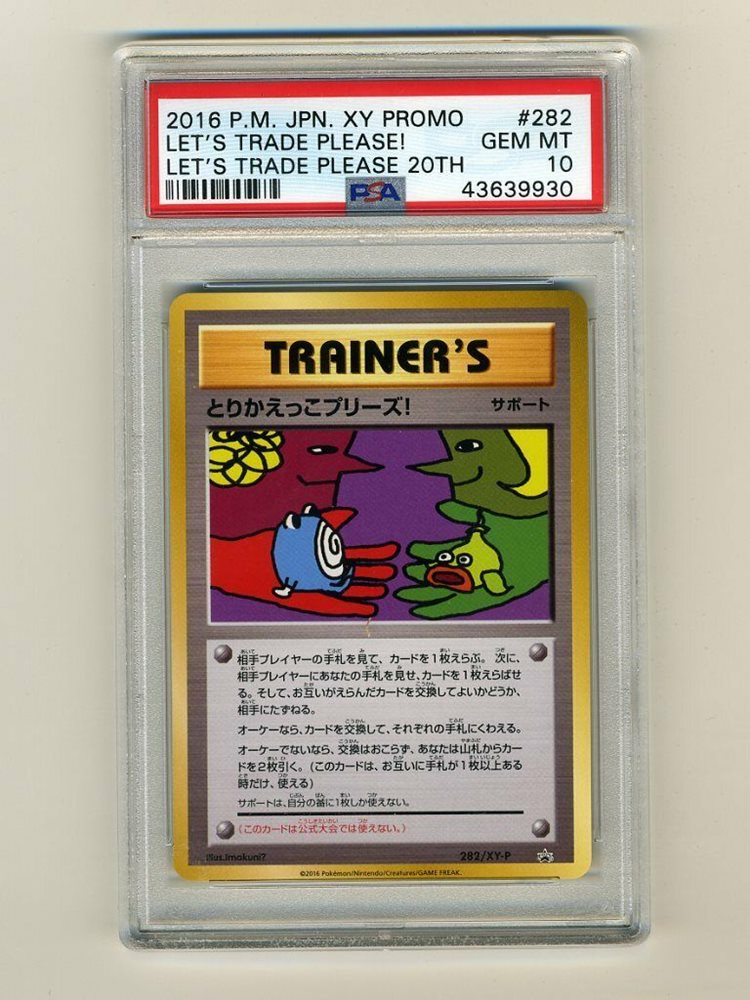 2016 P.M. JPN. XY PROMO #282
LET'S TRADE PLEASE! GEM MT
LET'S TRADE PLEASE 20TH 10
PSA 43639930
TRAINER'S
とりかえっこプリーズ! サポート
相手プレイヤーの手札を見て、カードを1枚えらぶ。次に、
相手プレイヤーにあなたの手札を見せ、カードを1枚えらばせ
る。そして、お互いがえらんだカードを交換してよいかどうか、
相手にたずねる。
オーケーなら、カードを交換して、それぞれの手札にくわえる。
オーケーでないなら、交換はおこらず、あなたは山札からカー
ドを2枚引く。(このカードは、お互いに手札が1枚以上ある
時だけ、使える)
サポートは、自分の番に1枚しか使えない。
(このカードは公式大会では使えない。)
Illus.Imakuni? 282/XY-P
©2016 Pokémon/Nintendo/Creatures/GAME FREAK.